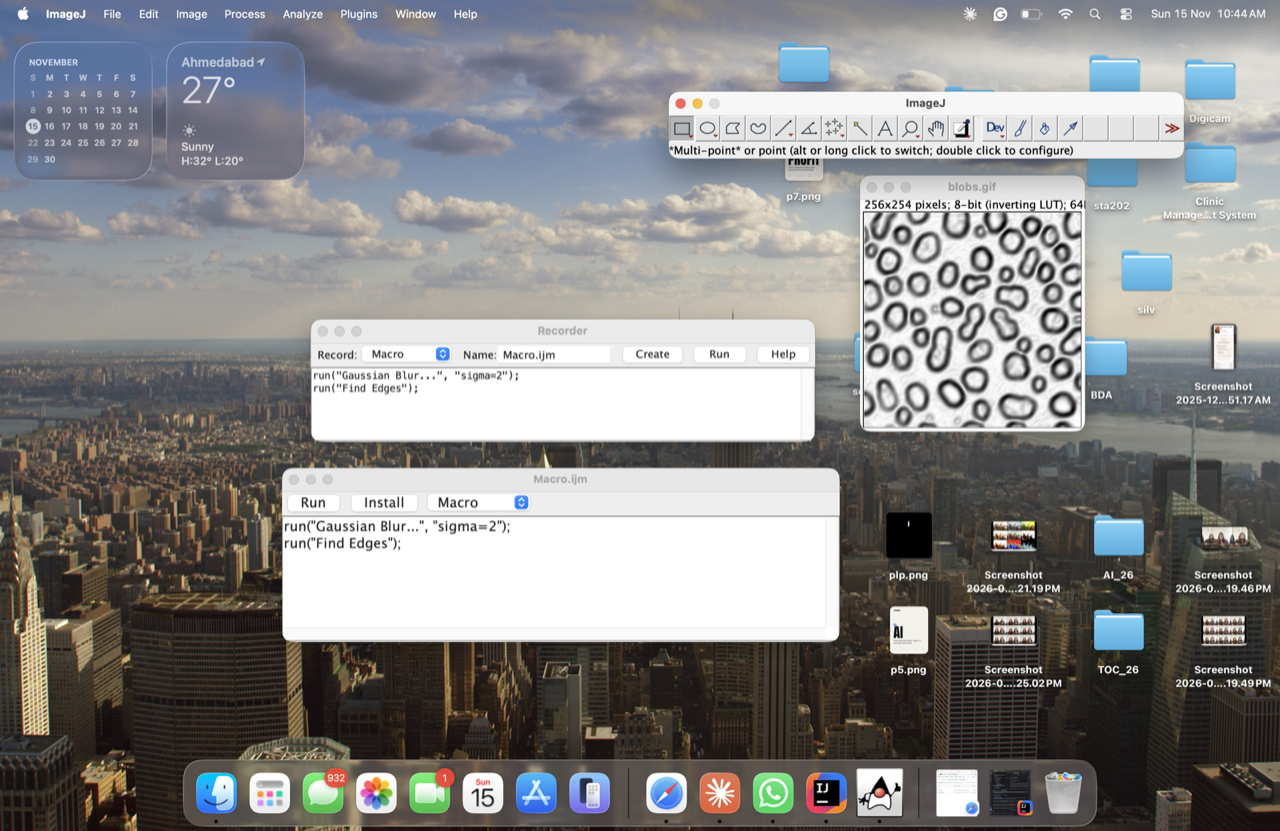 ImageJ File Edit Image Process Analyze Plugins Window Help
Sun 15 Nov 10:44 AM
NOVEMBER
S M T W T F S
1 2 3 4 5 6 7
8 9 10 11 12 13 14
15 16 17 18 19 20 21
22 23 24 25 26 27 28
29 30
Ahmedabad
27°
Sunny
H:32° L:20°
ImageJ
Dev
*Multi-point* or point (alt or long click to switch; double click to configure)
Digicam
PROFIT
p7.png
sta202
Clinic
Manage...t System
blobs.gif
256x254 pixels; 8-bit (inverting LUT); 64
silv
Recorder
Record: Macro Name: Macro.ijm Create Run Help
run("Gaussian Blur...", "sigma=2");
run("Find Edges");
BDA
Screenshot
2025-12...51.17 AM
Macro.ijm
Run Install Macro
run("Gaussian Blur...", "sigma=2");
run("Find Edges");
plp.png
Screenshot
2026-0....21.19 PM
AI_26
Screenshot
2026-0....19.46 PM
AI
p5.png
Screenshot
2026-0....25.02 PM
TOC_26
Screenshot
2026-0....19.49 PM
932
1
Sun
15
IJ